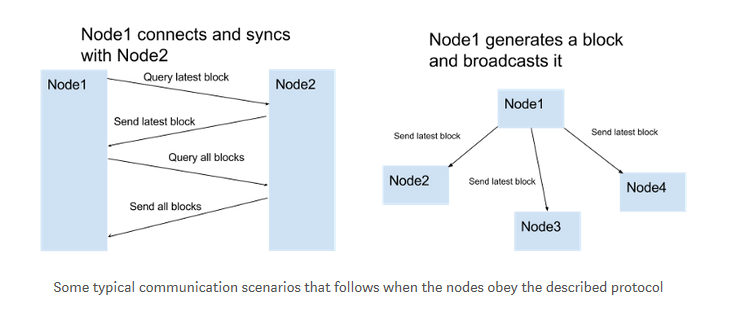 Node1 connects and syncs
with Node2
Node1
Query latest block
Node2
Send latest block
Query all blocks
Send all blocks
Node1 generates a block
and broadcasts it
Node1
Send latest block
Send latest block
Node2
Send latest block
Node4
Node3
Some typical communication scenarios that follows when the nodes obey the described protocol